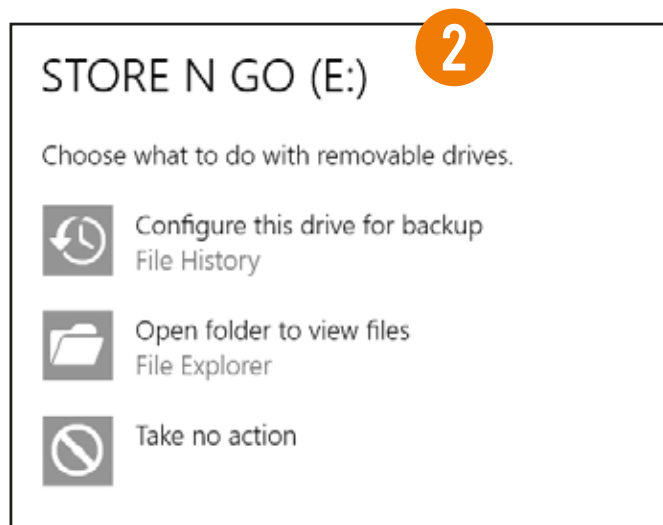 2
STORE N GO (E:)
Choose what to do with removable drives.
Configure this drive for backup
File History
Open folder to view files
File Explorer
Take no action